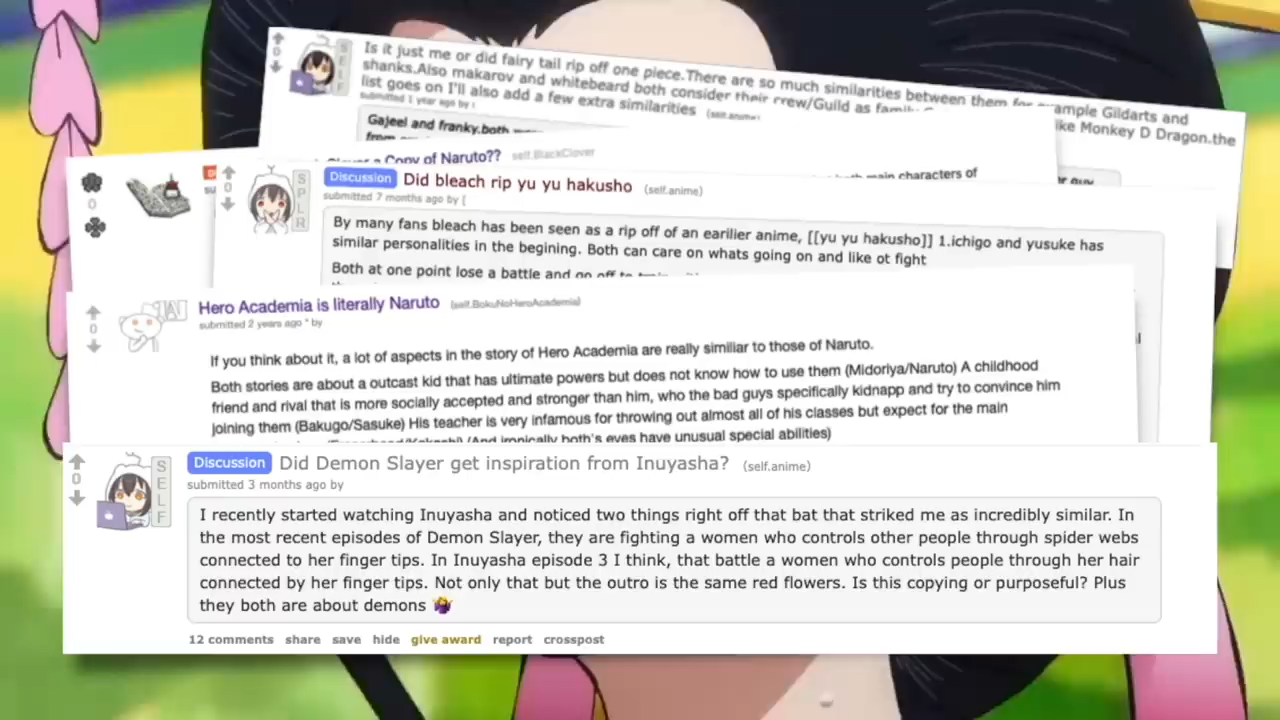 Is it just me or did fairy tail rip off one piece.There are so much similarities between them for example Gildarts and
shanks.Also makarov and whitebeard both consider their crew/Guild as family
ike Monkey D Dragon.the
list goes on I'll also add a few extra similarities (self.anime)
submitted 1 year ago by
Gajeel and franky.both
a Copy of Naruto?? self.BlackClover
main characters of
Discussion Did bleach rip yu yu hakusho (self.anime)
submitted 7 months ago by [
By many fans bleach has been seen as a rip off of an earilier anime, [[yu yu hakusho]] 1.ichigo and yusuke has
similar personalities in the begining. Both can care on whats going on and like ot fight
Both at one point lose a battle and go off to
Hero Academia is literally Naruto (self.BokuNoHeroAcademia)
submitted 2 years ago * by
If you think about it, a lot of aspects in the story of Hero Academia are really similiar to those of Naruto.
Both stories are about a outcast kid that has ultimate powers but does not know how to use them (Midoriya/Naruto) A childhood
friend and rival that is more socially accepted and stronger than him, who the bad guys specifically kidnapp and try to convince him
joining them (Bakugo/Sasuke) His teacher is very infamous for throwing out almost all of his classes but expect for the main
(And ironically both's eyes have unusual special abilities)
Discussion Did Demon Slayer get inspiration from Inuyasha? (self.anime)
submitted 3 months ago by
I recently started watching Inuyasha and noticed two things right off that bat that striked me as incredibly similar. In
the most recent episodes of Demon Slayer, they are fighting a women who controls other people through spider webs
connected to her finger tips. In Inuyasha episode 3 I think, that battle a women who controls people through her hair
connected by her finger tips. Not only that but the outro is the same red flowers. Is this copying or purposeful? Plus
they both are about demons 🤷‍♀️
12 comments share save hide give award report crosspost